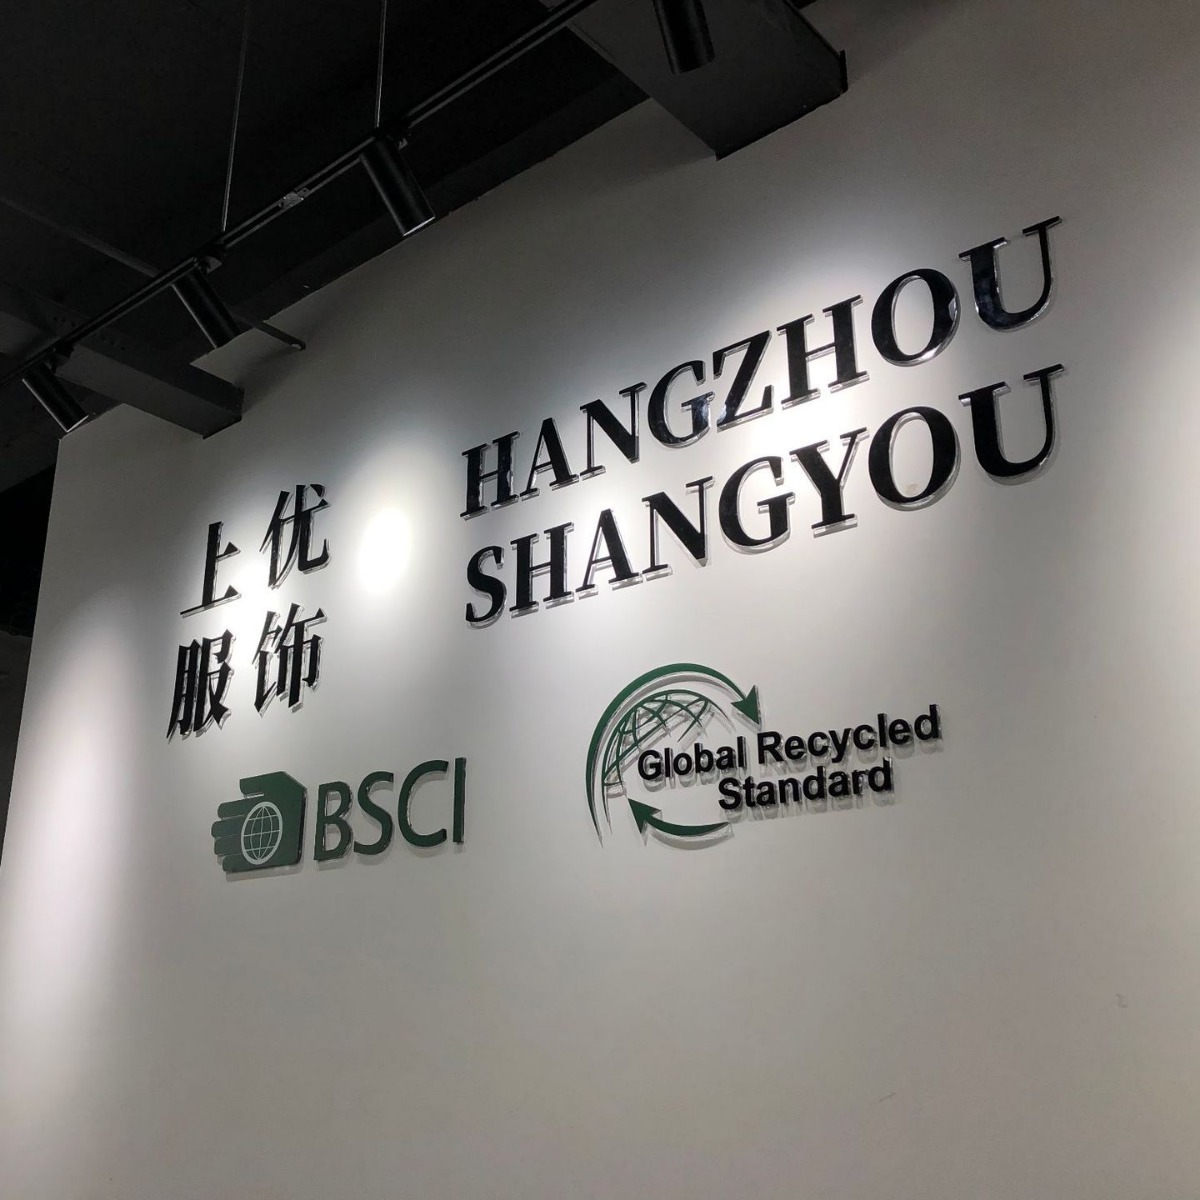 上优
服饰
HANGZHOU
SHANGYOU
BSCI
Global Recycled
Standard